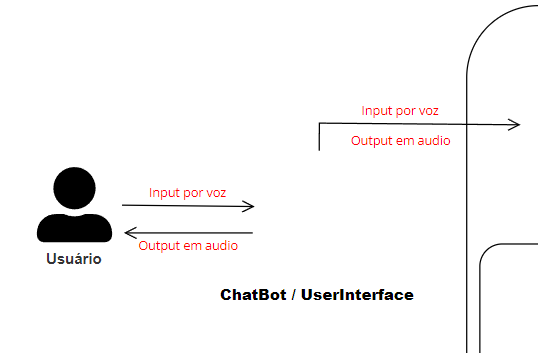 Input por voz
Output em audio
Input por voz
Output em audio
Usuário
ChatBot / UserInterface